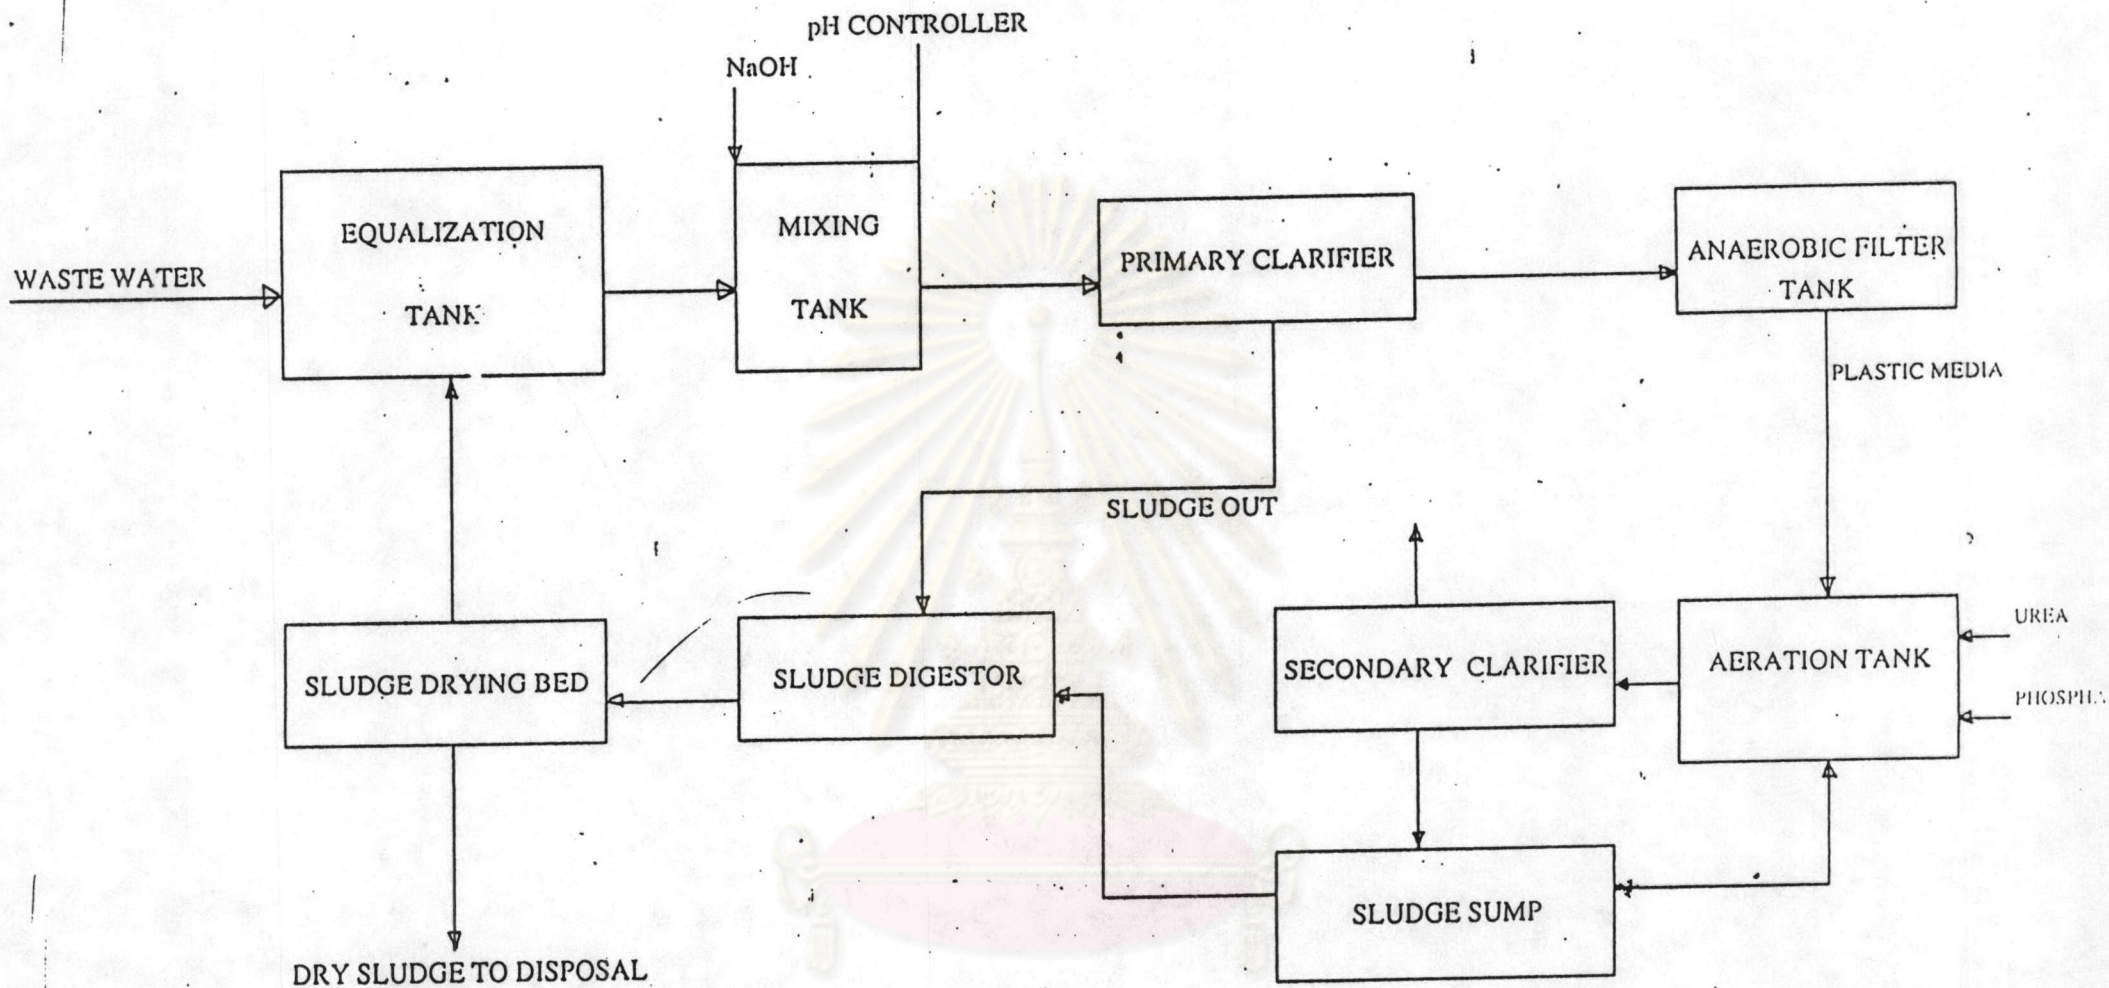 pH CONTROLLER
NaOH
EQUALIZATION
TANK
MIXING
TANK
WASTE WATER
PRIMARY CLARIFIER
ANAEROBIC FILTER
TANK
PLASTIC MEDIA
SLUDGE OUT
UREA
SLUDGE DRYING BED
SLUDGE DIGESTOR
SECONDARY CLARIFIER
AERATION TANK
SLUDGE SUMP
DRY SLUDGE TO DISPOSAL